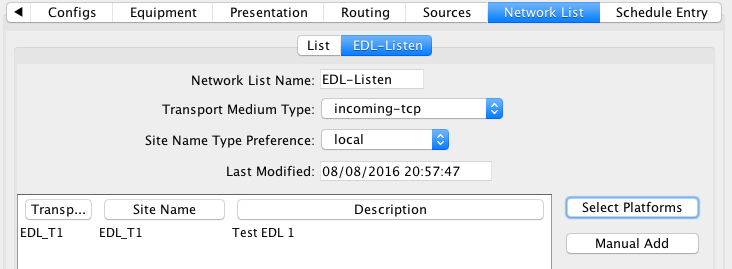 ◀ Configs Equipment Presentation Routing Sources Network List Schedule Entry
List EDL-Listen
Network List Name: EDL-Listen
Transport Medium Type: incoming-tcp
Site Name Type Preference: local
Last Modified: 08/08/2016 20:57:47
Transp... Site Name Description
Select Platforms
EDL_T1 EDL_T1 Test EDL 1
Manual Add